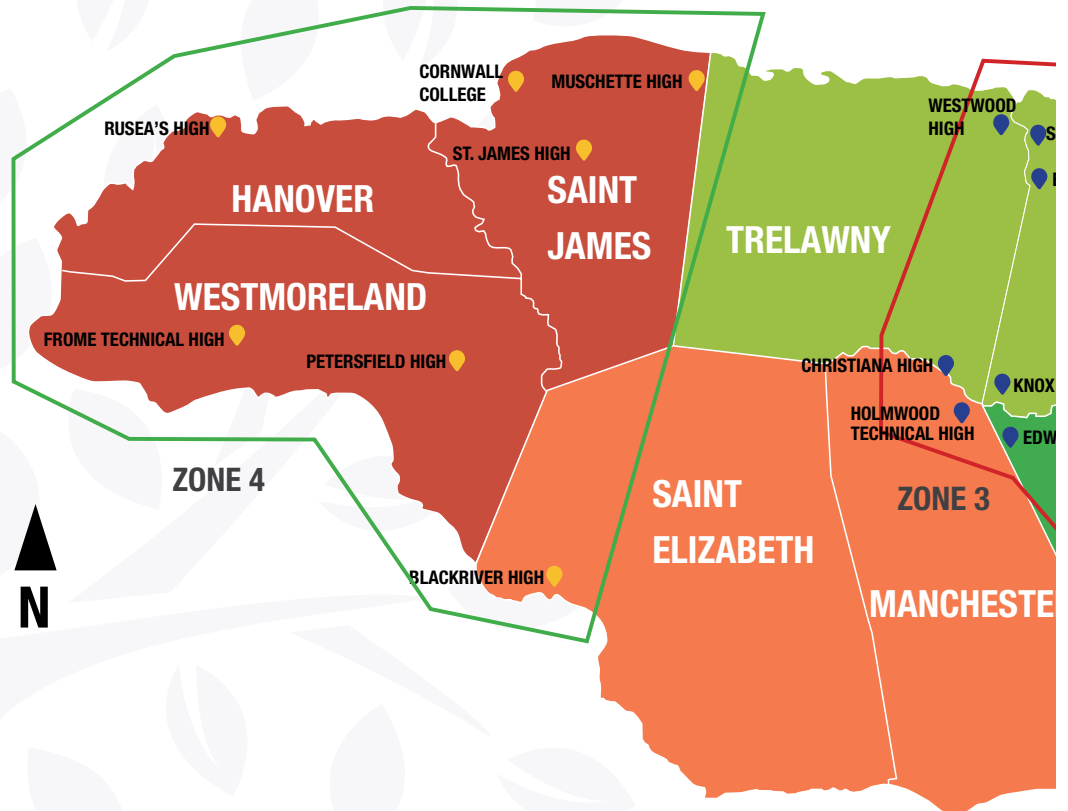 CORNWALL
COLLEGE
MUSCHETTE HIGH
WESTWOOD
HIGH
RUSEA'S HIGH
S
ST. JAMES HIGH
HANOVER
SAINT
JAMES
TRELAWNY
WESTMORELAND
FROME TECHNICAL HIGH
PETERSFIELD HIGH
CHRISTIANA HIGH
KNOX
HOLMWOOD
TECHNICAL HIGH
EDW
ZONE 4
SAINT
ELIZABETH
ZONE 3
BLACKRIVER HIGH
MANCHESTE
N